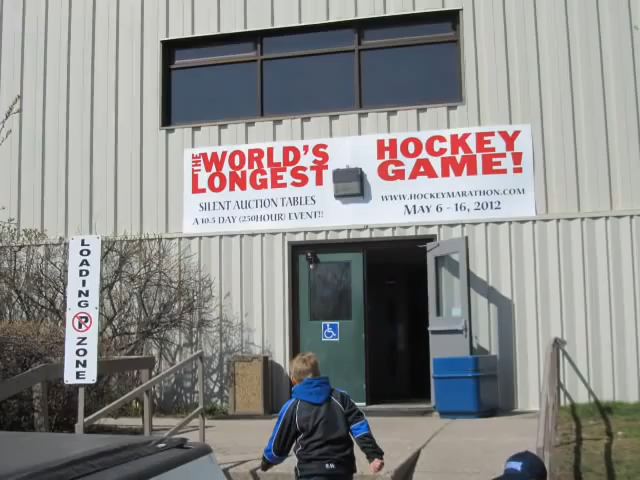 THE WORLD'S
LONGEST
SILENT AUCTION TABLES
A 10.5 DAY (250HOUR) EVENT!!
HOCKEY
GAME!
WWW.HOCKEYMARATHON.COM
MAY 6 - 16, 2012
LOADING
P
ZONE